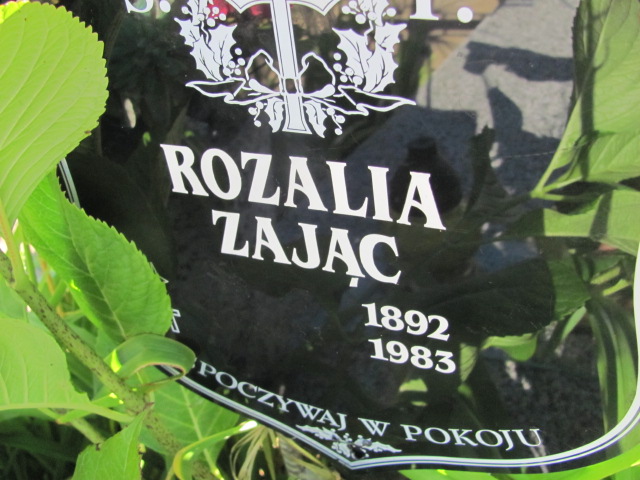 S. P.
ROZALIA
ZAJĄC
1892
1983
POCZYWAJ W POKOJU